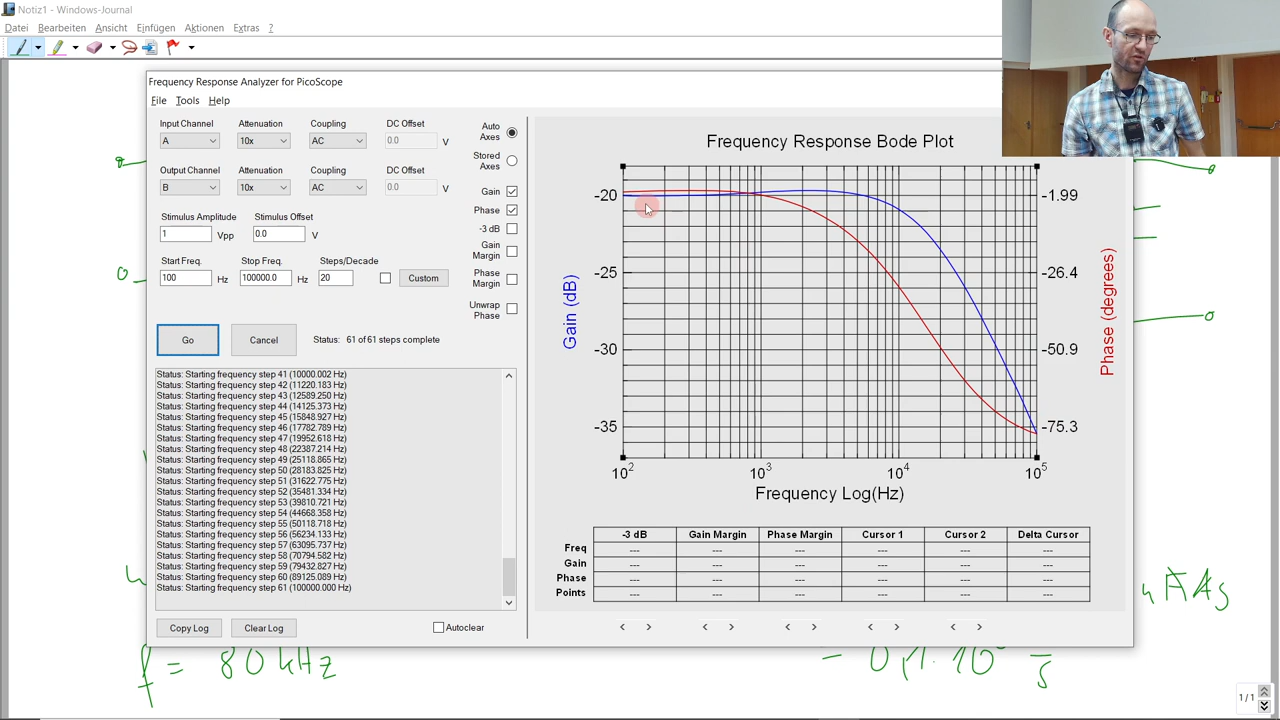 Notiz1 - Windows-Journal
Datei Bearbeiten Ansicht Einfügen Aktionen Extras ?
Frequency Response Analyzer for PicoScope
File Tools Help
Input Channel Attenuation Coupling DC Offset
A 10x AC 0.0 V
Output Channel Attenuation Coupling DC Offset
B 10x AC 0.0 V
Stimulus Amplitude Stimulus Offset
1 Vpp 0.0 V
Start Freq. Stop Freq. Steps/Decade
100 Hz 100000.0 Hz 20 Custom
Go Cancel Status: 61 of 61 steps complete
Auto Axes
Stored Axes
Gain
Phase
-3 dB
Gain Margin
Phase Margin
Unwrap Phase
Status: Starting frequency step 41 (10000.002 Hz)
Status: Starting frequency step 42 (11220.183 Hz)
Status: Starting frequency step 43 (12589.250 Hz)
Status: Starting frequency step 44 (14125.373 Hz)
Status: Starting frequency step 45 (15848.927 Hz)
Status: Starting frequency step 46 (17782.789 Hz)
Status: Starting frequency step 47 (19952.618 Hz)
Status: Starting frequency step 48 (22387.214 Hz)
Status: Starting frequency step 49 (25118.865 Hz)
Status: Starting frequency step 50 (28183.825 Hz)
Status: Starting frequency step 51 (31622.775 Hz)
Status: Starting frequency step 52 (35481.334 Hz)
Status: Starting frequency step 53 (39810.721 Hz)
Status: Starting frequency step 54 (44668.358 Hz)
Status: Starting frequency step 55 (50118.718 Hz)
Status: Starting frequency step 56 (56234.133 Hz)
Status: Starting frequency step 57 (63095.737 Hz)
Status: Starting frequency step 58 (70794.582 Hz)
Status: Starting frequency step 59 (79432.827 Hz)
Status: Starting frequency step 60 (89125.089 Hz)
Status: Starting frequency step 61 (100000.000 Hz)
Copy Log Clear Log Autoclear
Frequency Response Bode Plot
-20 -1.99
-25 -26.4
-30 -50.9
-35 -75.3
Gain (dB)
Phase (degrees)
10² 10³ 10⁴ 10⁵
Frequency Log(Hz)
-3 dB Gain Margin Phase Margin Cursor 1 Cursor 2 Delta Cursor
Freq --- --- --- --- --- ---
Gain --- --- --- --- --- ---
Phase --- --- --- --- --- ---
Points --- --- --- --- --- ---
< > < > < > < > < >
f = 80 kHz
1/1